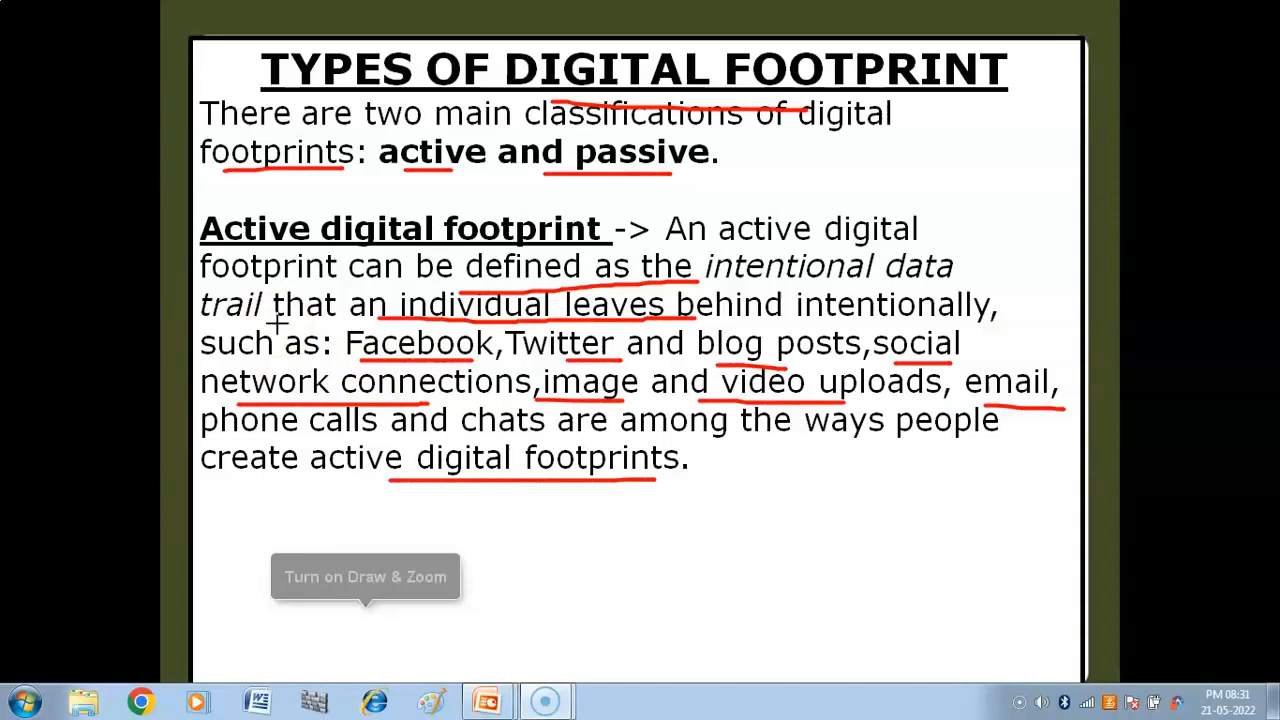 TYPES OF DIGITAL FOOTPRINT
There are two main classifications of digital
footprints: active and passive.
Active digital footprint -> An active digital
footprint can be defined as the intentional data
trail that an individual leaves behind intentionally,
such as: Facebook,Twitter and blog posts,social
network connections,image and video uploads, email,
phone calls and chats are among the ways people
create active digital footprints.
Turn on Draw & Zoom
PM 08:31
21-05-2022